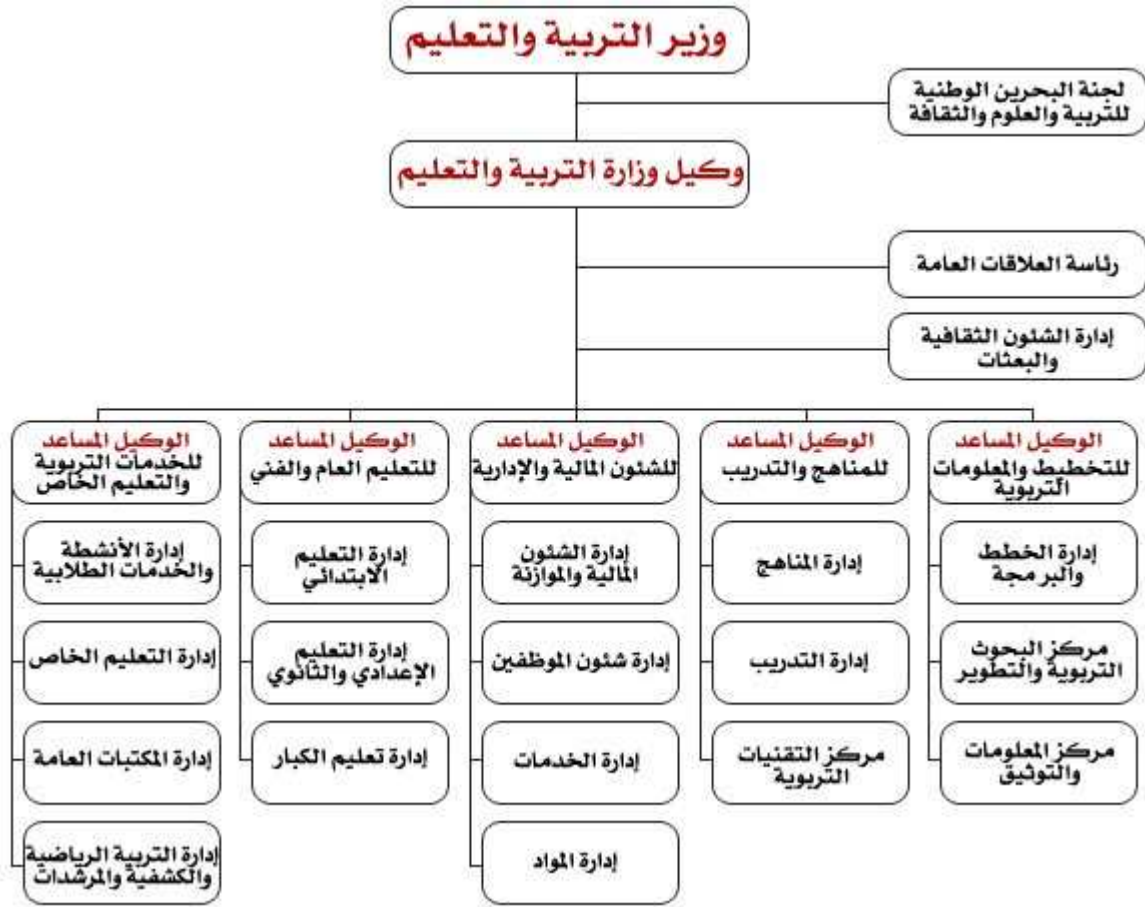 وزير التربية والتعليم
لجنة البحرين الوطنية
للتربية والعلوم والثقافة
وكيل وزارة التربية والتعليم
رئاسة العلاقات العامة
إدارة الشئون الثقافية
والبعثات
الوكيل المساعد
للتخطيط والمعلومات
التربوية
إدارة الخطط
والبرمجة
مركز البحوث
التربوية والتطوير
مركز المعلومات
والتوثيق
الوكيل المساعد
للمناهج والتدريب
إدارة المناهج
إدارة التدريب
مركز التقنيات
التربوية
الوكيل المساعد
للشئون المالية والإدارية
إدارة الشئون
المالية والموازنة
إدارة شئون الموظفين
إدارة الخدمات
إدارة المواد
الوكيل المساعد
للتعليم العام والفني
إدارة التعليم
الابتدائي
إدارة التعليم
الإعدادي والثانوي
إدارة تعليم الكبار
الوكيل المساعد
للخدمات التربوية
والتعليم الخاص
إدارة الأنشطة
والخدمات الطلابية
إدارة التعليم الخاص
إدارة المكتبات العامة
إدارة التربية الرياضية
والكشفية والمرشدات